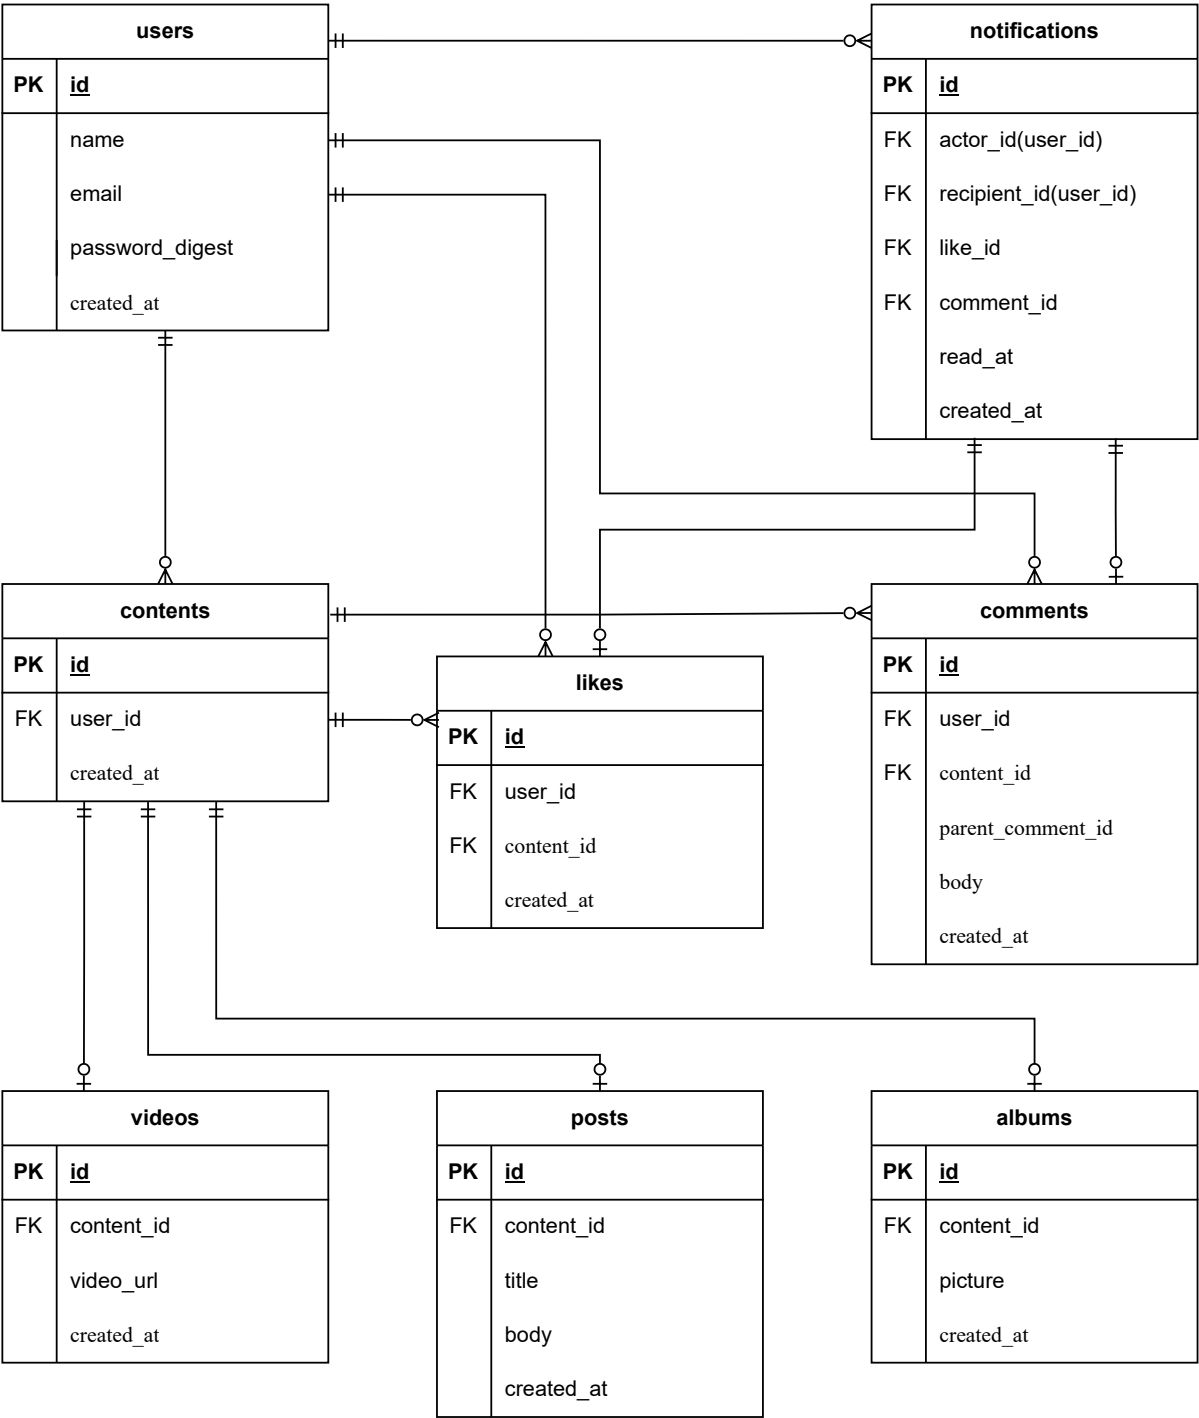 users
PK id
name
email
password_digest
created_at
notifications
PK id
FK actor_id(user_id)
FK recipient_id(user_id)
FK like_id
FK comment_id
read_at
created_at
contents
PK id
FK user_id
created_at
likes
PK id
FK user_id
FK content_id
created_at
comments
PK id
FK user_id
FK content_id
parent_comment_id
body
created_at
videos
PK id
FK content_id
video_url
created_at
posts
PK id
FK content_id
title
body
created_at
albums
PK id
FK content_id
picture
created_at